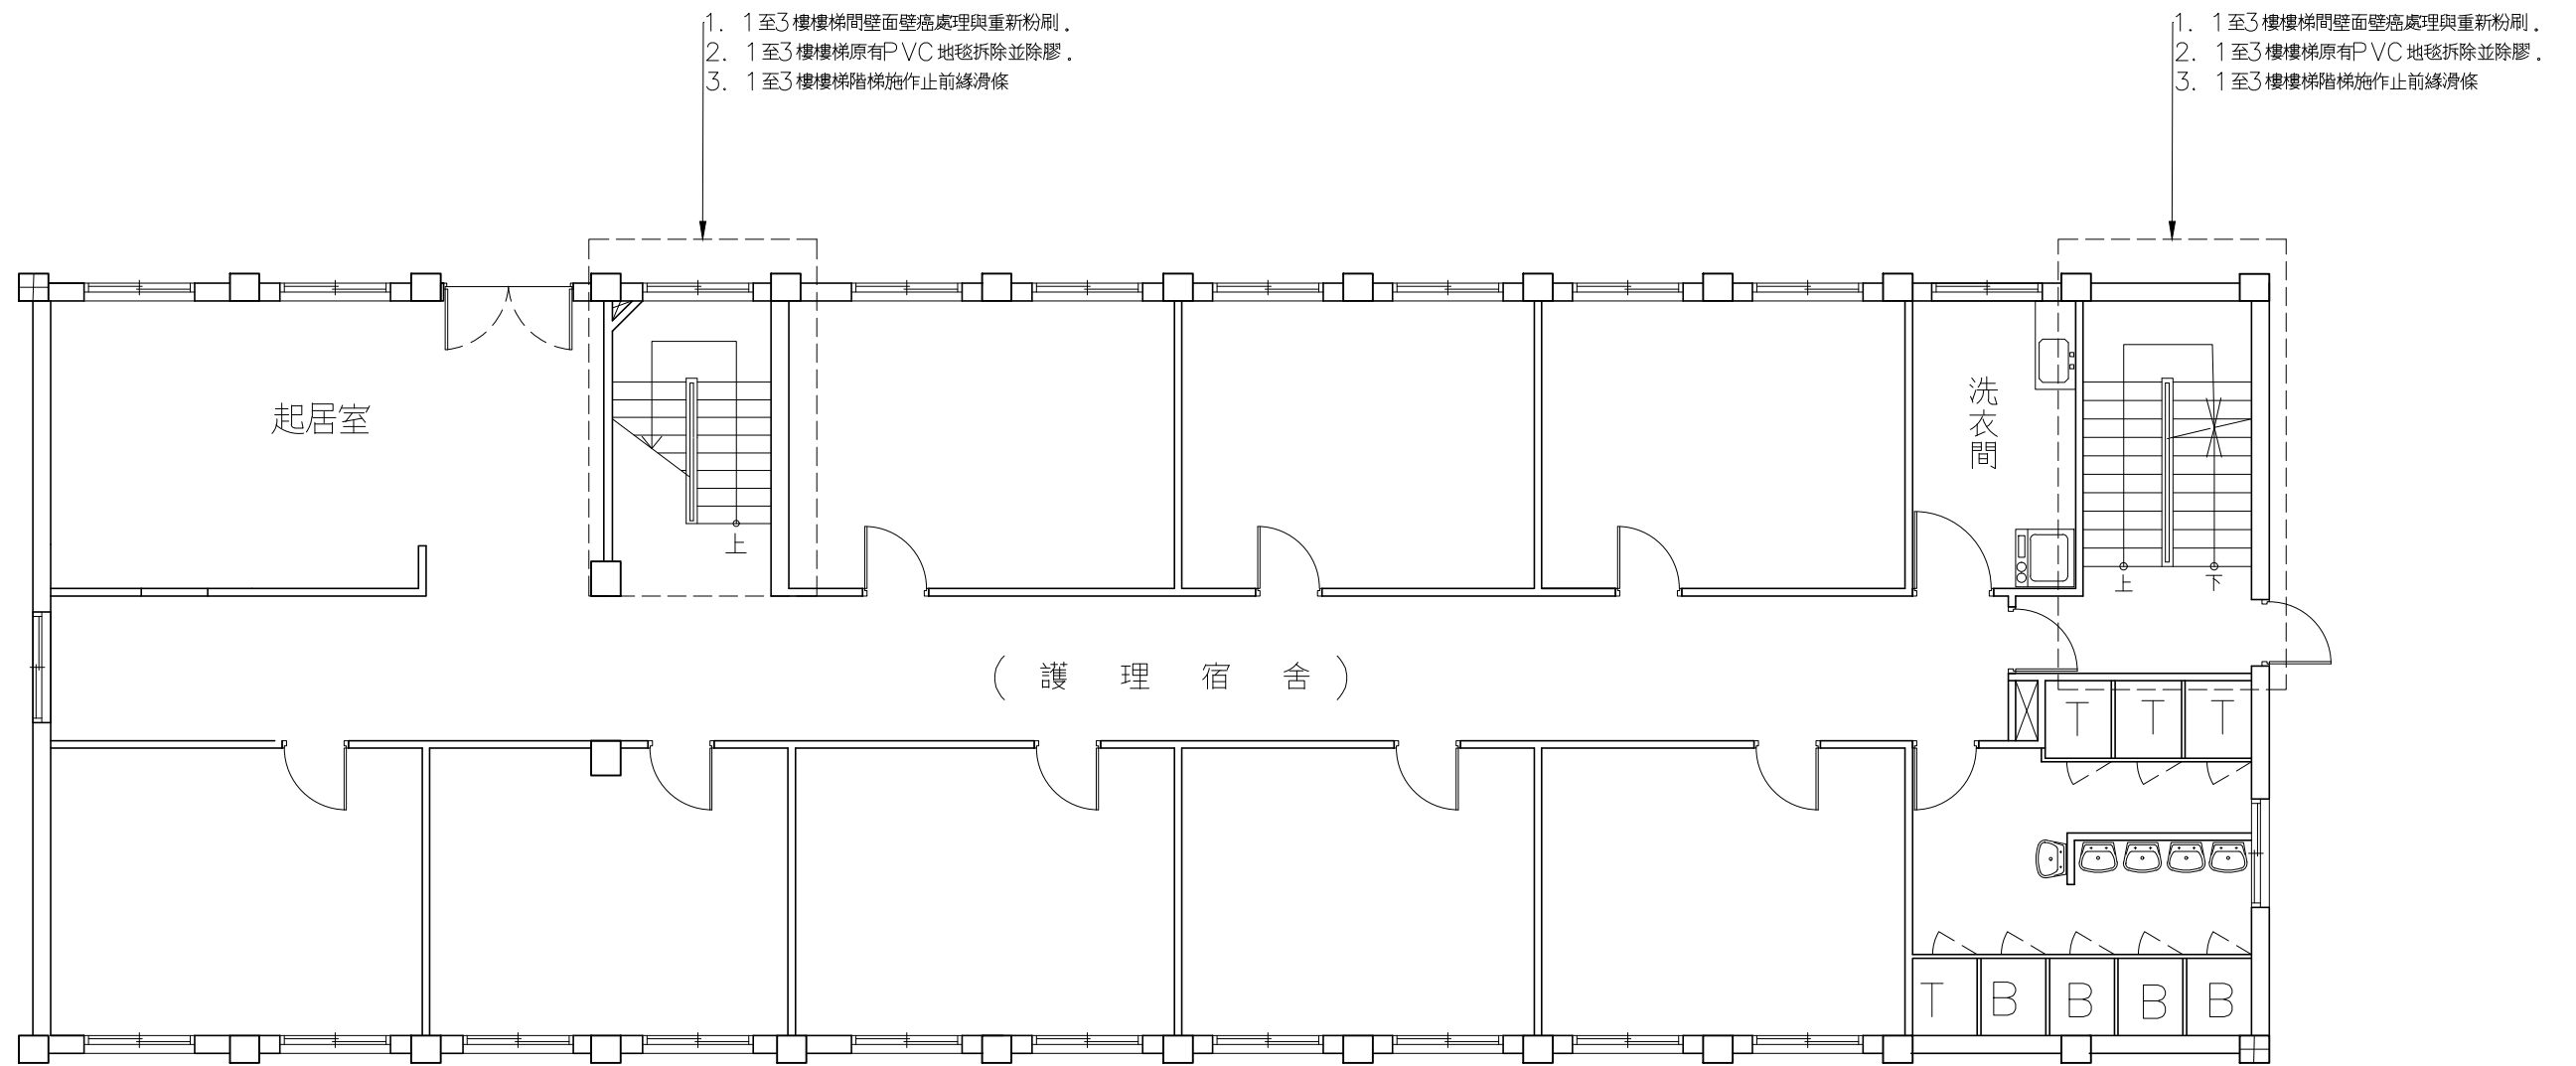 1. 1至3樓樓梯間壁面壁癌處理與重新粉刷。
2. 1至3樓樓梯原有PVC地毯拆除並除膠。
3. 1至3樓樓梯階梯施作止前緣滑條
1. 1至3樓樓梯間壁面壁癌處理與重新粉刷。
2. 1至3樓樓梯原有PVC地毯拆除並除膠。
3. 1至3樓樓梯階梯施作止前緣滑條
起居室
洗衣間
上
上
下
(護理宿舍)
T
T
T
T
B
B
B
B